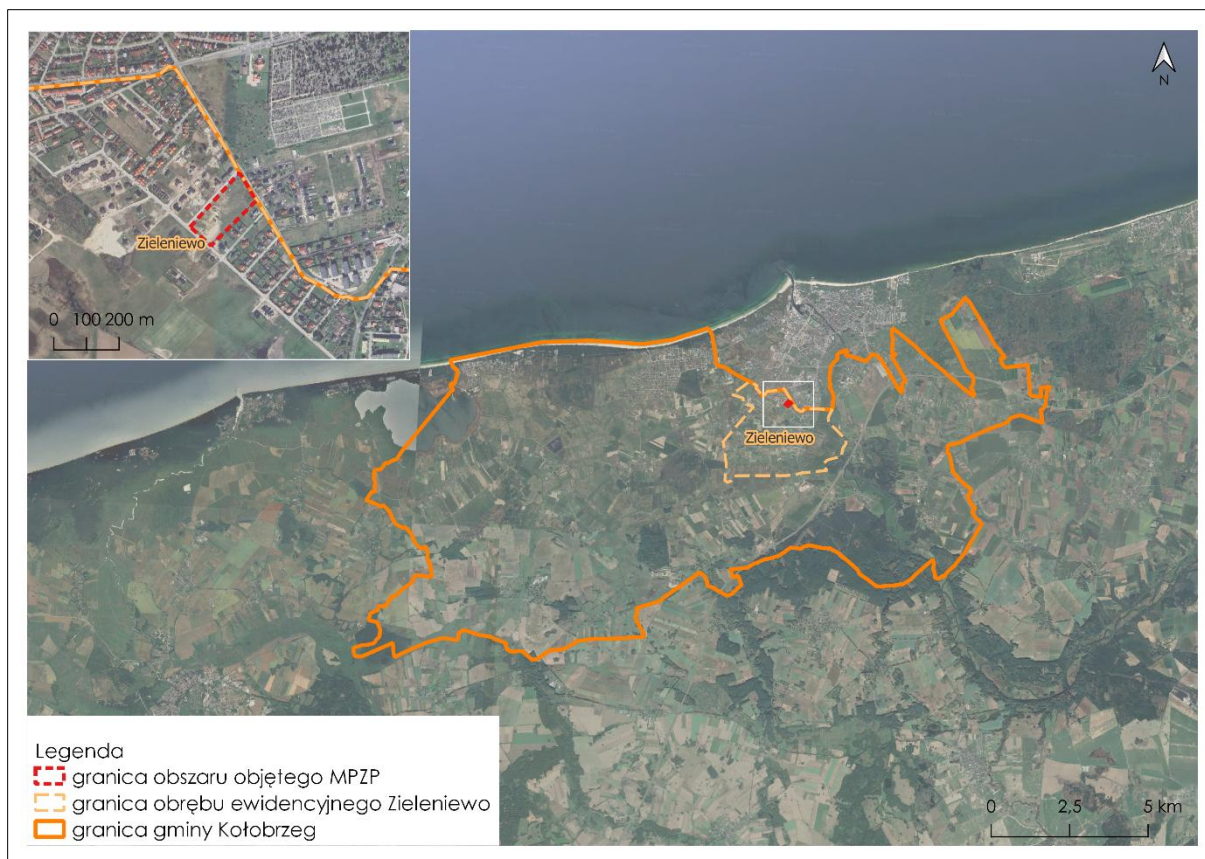 N
Zieleniewo
0 100 200 m
Zieleniewo
Legenda
granica obszaru objętego MPZP
granica obrębu ewidencyjnego Zieleniewo
granica gminy Kołobrzeg
0 2,5 5 km